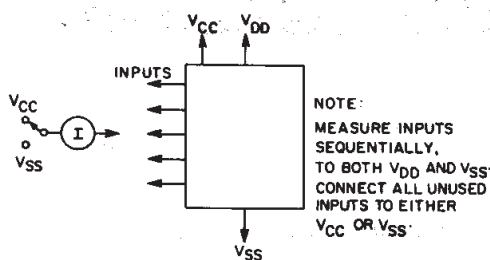 VCC VDD
INPUTS
VCC
I
VSS
NOTE:
MEASURE INPUTS
SEQUENTIALLY,
TO BOTH VDD AND VSS.
CONNECT ALL UNUSED
INPUTS TO EITHER
VCC OR VSS.
VSS